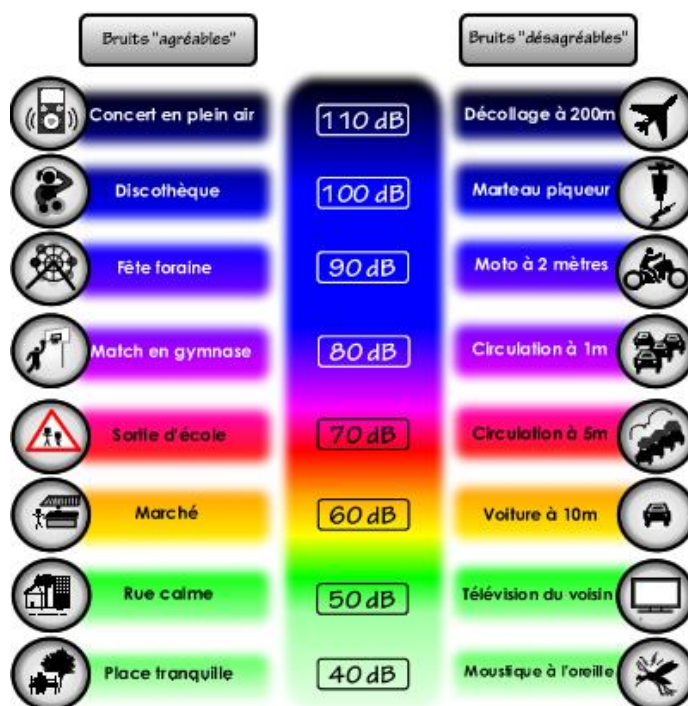 Bruits "agréables"
Bruits "désagréables"
Concert en plein air
110 dB
Décollage à 200m
Discothèque
100 dB
Marteau piqueur
Fête foraine
90 dB
Moto à 2 mètres
Match en gymnase
80 dB
Circulation à 1m
Sortie d'école
70 dB
Circulation à 5m
Marché
60 dB
Voiture à 10m
Rue calme
50 dB
Télévision du voisin
Place tranquille
40 dB
Moustique à l'oreille